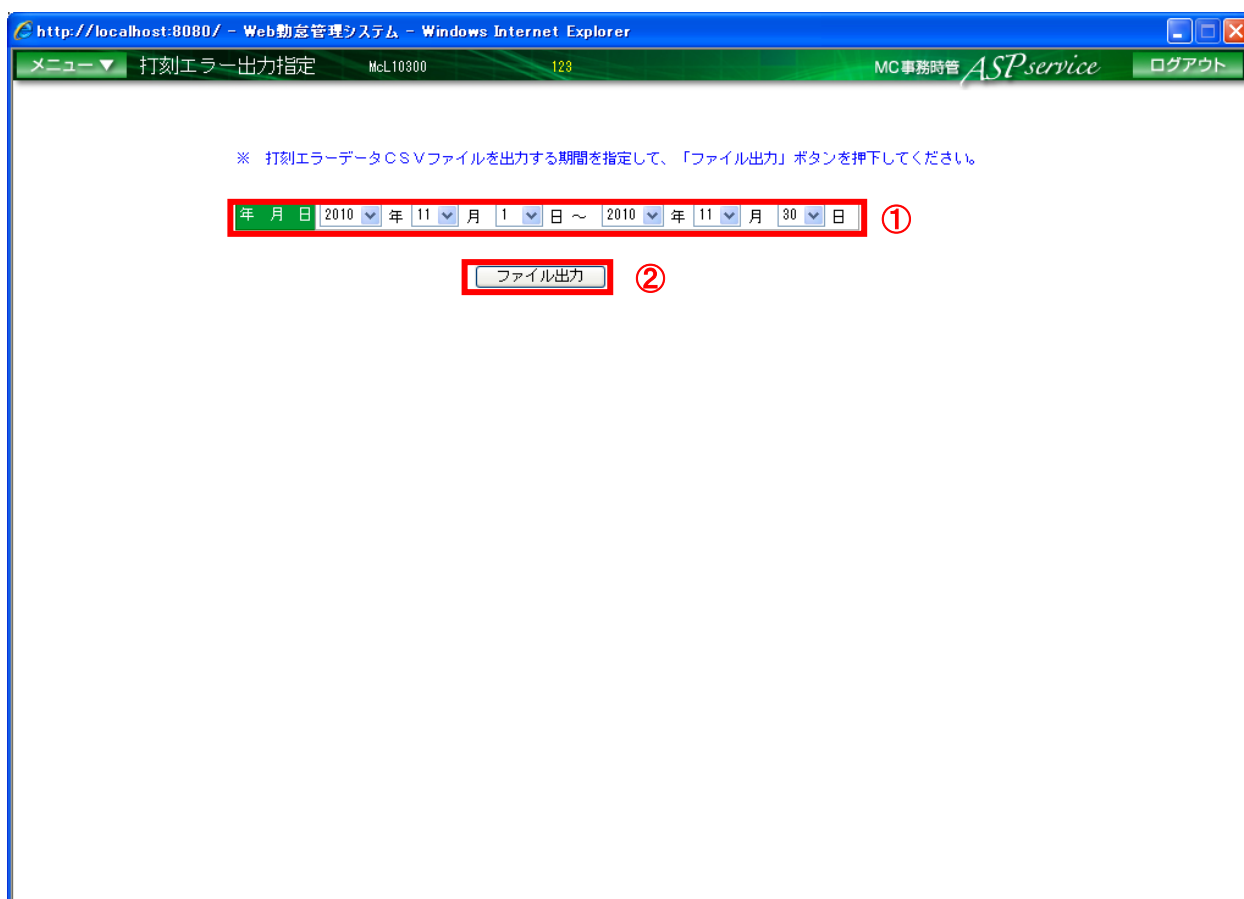 http://localhost:8080/ - Web勤怠管理システム - Windows Internet Explorer
メニュー▼ 打刻エラー出力指定 McL10300 123 MC事務時管 ASPservice ログアウト
※ 打刻エラーデータCSVファイルを出力する期間を指定して、「ファイル出力」ボタンを押下してください。
年 月 日 2010 年 11 月 1 日 ~ 2010 年 11 月 30 日 ①
ファイル出力 ②